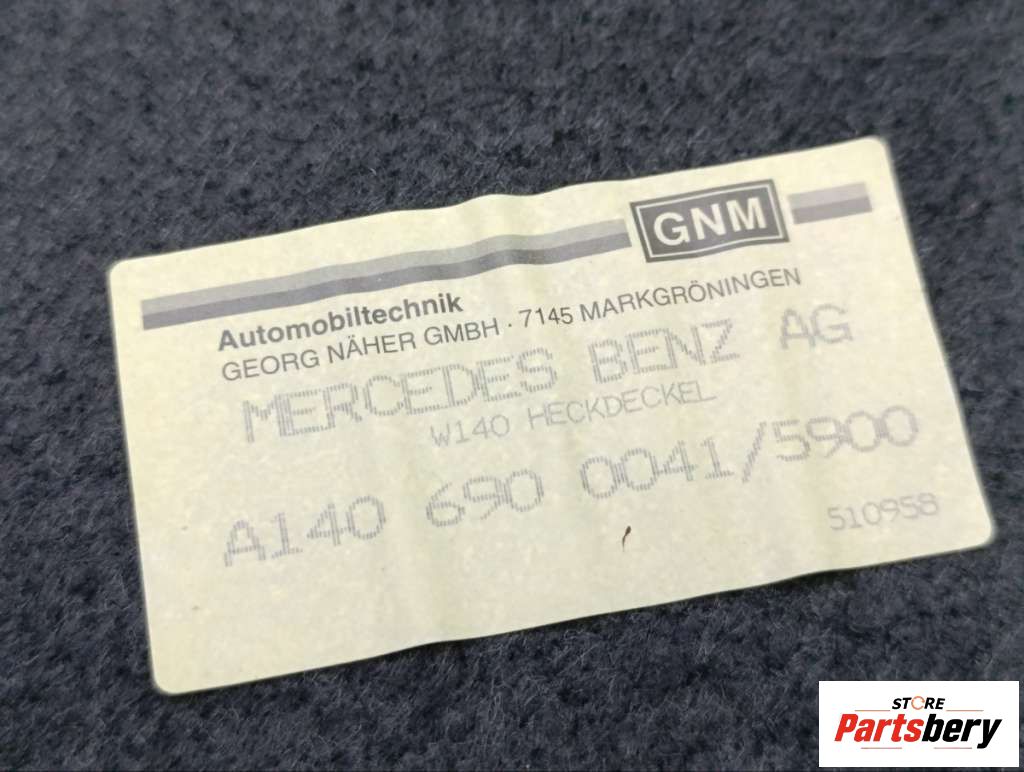 GNM
Automobiltechnik
GEORG NÄHER GMBH · 7145 MARKGRÖNINGEN
MERCEDES BENZ AG
W140 HECKDECKEL
A140 690 0041/5900
510958
STORE
Partsbery